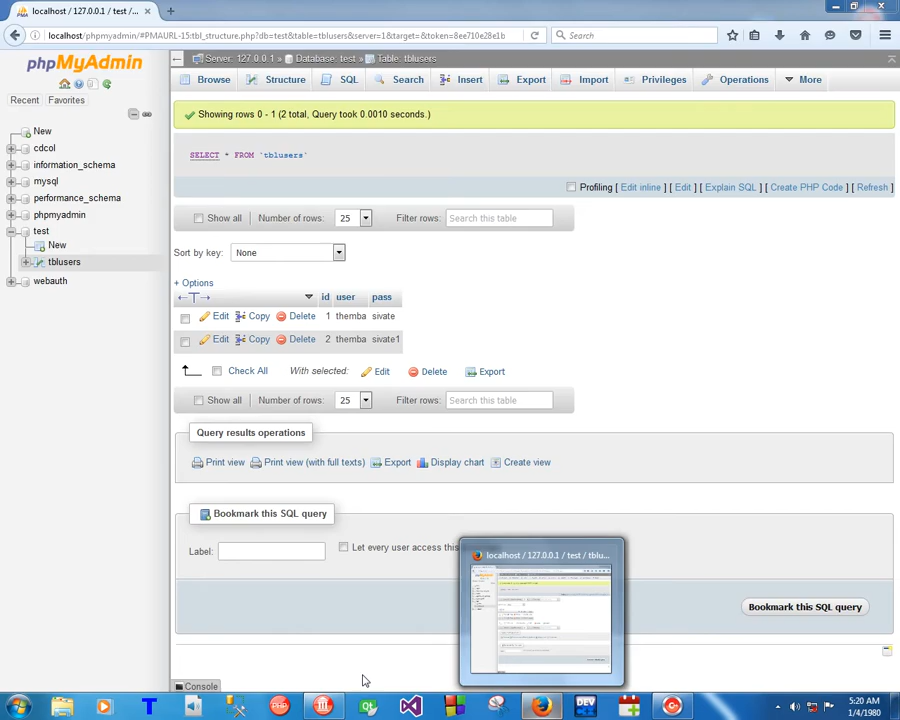 localhost / 127.0.0.1 / test / ...
localhost/phpmyadmin/#PMAURL-15:tbl_structure.php?db=test&table=tblusers&server=1&target=&token=8ee710e28e1b
Search
phpMyAdmin
Recent Favorites
New
cdcol
information_schema
mysql
performance_schema
phpmyadmin
test
New
tblusers
webauth
Server: 127.0.0.1 » Database: test » Table: tblusers
Browse Structure SQL Search Insert Export Import Privileges Operations More
Showing rows 0 - 1 (2 total, Query took 0.0010 seconds.)
SELECT * FROM `tblusers`
Profiling [ Edit inline ] [ Edit ] [ Explain SQL ] [ Create PHP Code ] [ Refresh ]
Show all Number of rows: 25 Filter rows: Search this table
Sort by key: None
+ Options
←T→ id user pass
Edit Copy Delete 1 themba sivate
Edit Copy Delete 2 themba sivate1
Check All With selected: Edit Delete Export
Show all Number of rows: 25 Filter rows: Search this table
Query results operations
Print view Print view (with full texts) Export Display chart Create view
Bookmark this SQL query
Label: Let every user access this
localhost / 127.0.0.1 / test / tblu...
Bookmark this SQL query
Console
5:20 AM
1/4/1980